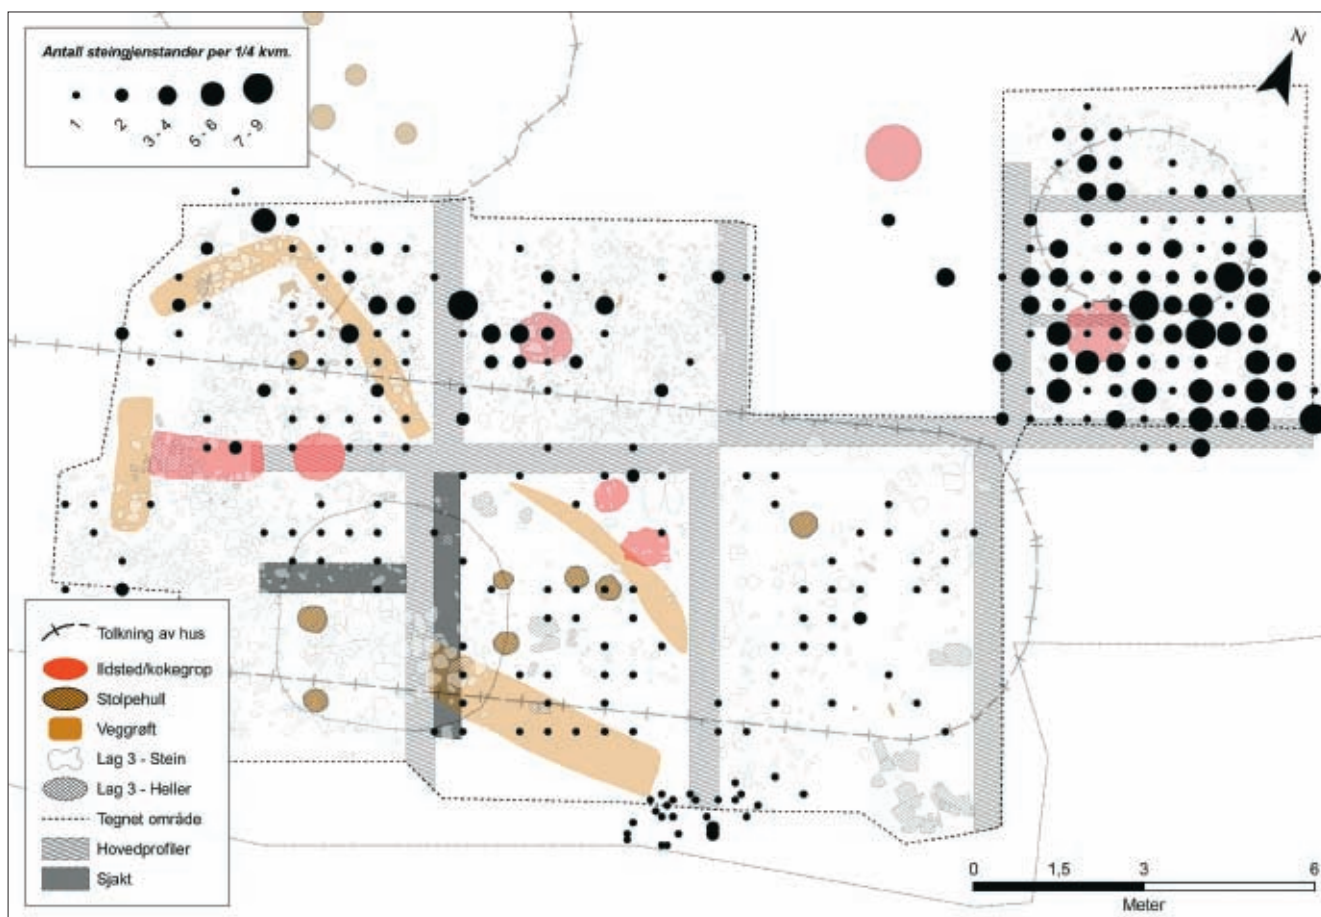 Antall steingjenstander per 1/4 kvm.
1 2 3 - 4 5 - 6 7 - 9
N
Tolkning av hus
Ildsted/kokegrop
Stolpehull
Veggrøft
Lag 3 - Stein
Lag 3 - Heller
Tegnet område
Hovedprofiler
Sjakt
0 1,5 3 6
Meter